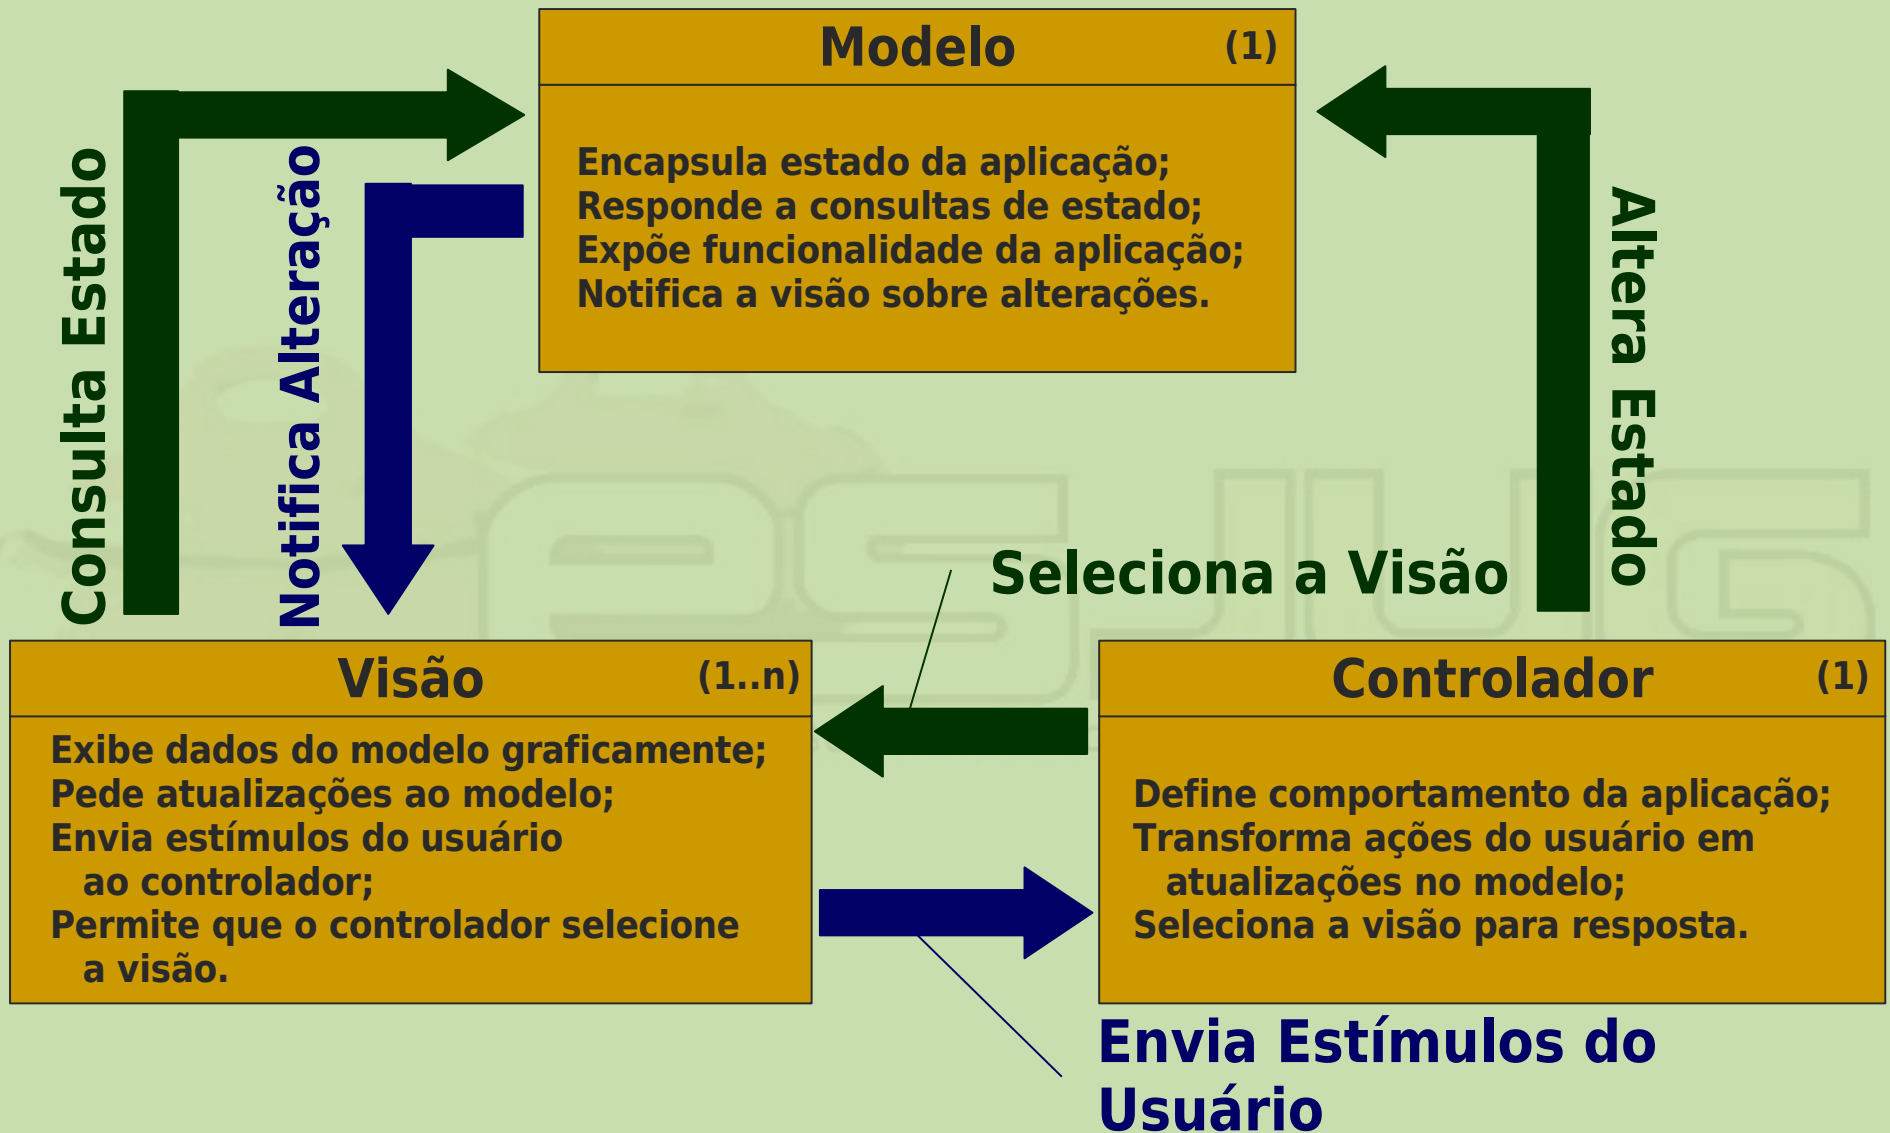 Modelo (1)
Encapsula estado da aplicação;
Responde a consultas de estado;
Expõe funcionalidade da aplicação;
Notifica a visão sobre alterações.
Consulta Estado
Notifica Alteração
Altera Estado
Seleciona a Visão
Visão (1..n)
Exibe dados do modelo graficamente;
Pede atualizações ao modelo;
Envia estímulos do usuário
ao controlador;
Permite que o controlador selecione
a visão.
Controlador (1)
Define comportamento da aplicação;
Transforma ações do usuário em
atualizações no modelo;
Seleciona a visão para resposta.
Envia Estímulos do
Usuário
esJUG